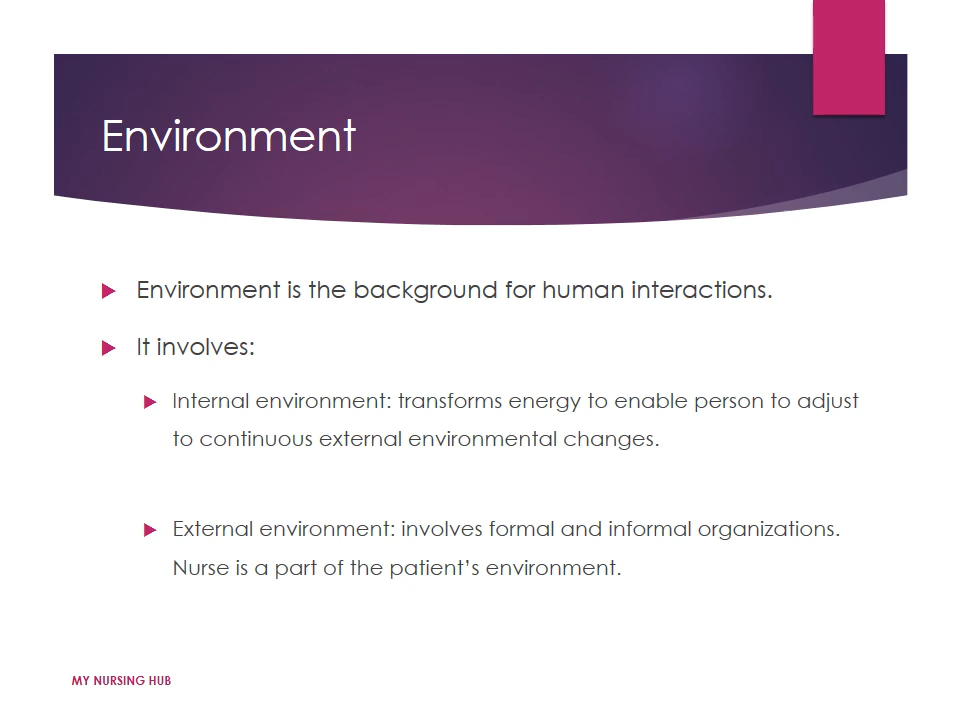 Environment
Environment is the background for human interactions.
It involves:
Internal environment: transforms energy to enable person to adjust
to continuous external environmental changes.
External environment: involves formal and informal organizations.
Nurse is a part of the patient’s environment.
MY NURSING HUB